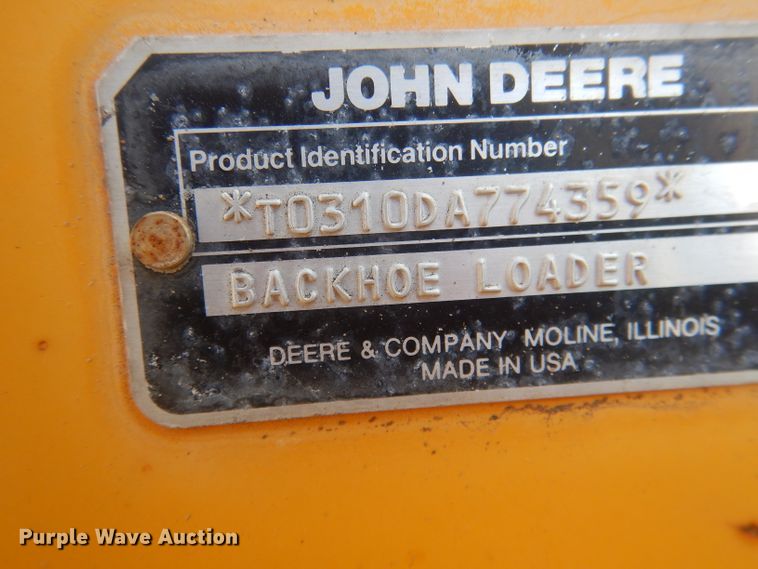 JOHN DEERE
Product Identification Number
*T0310DA774359*
BACKHOE LOADER
DEERE & COMPANY MOLINE, ILLINOIS
MADE IN USA
Purple Wave Auction